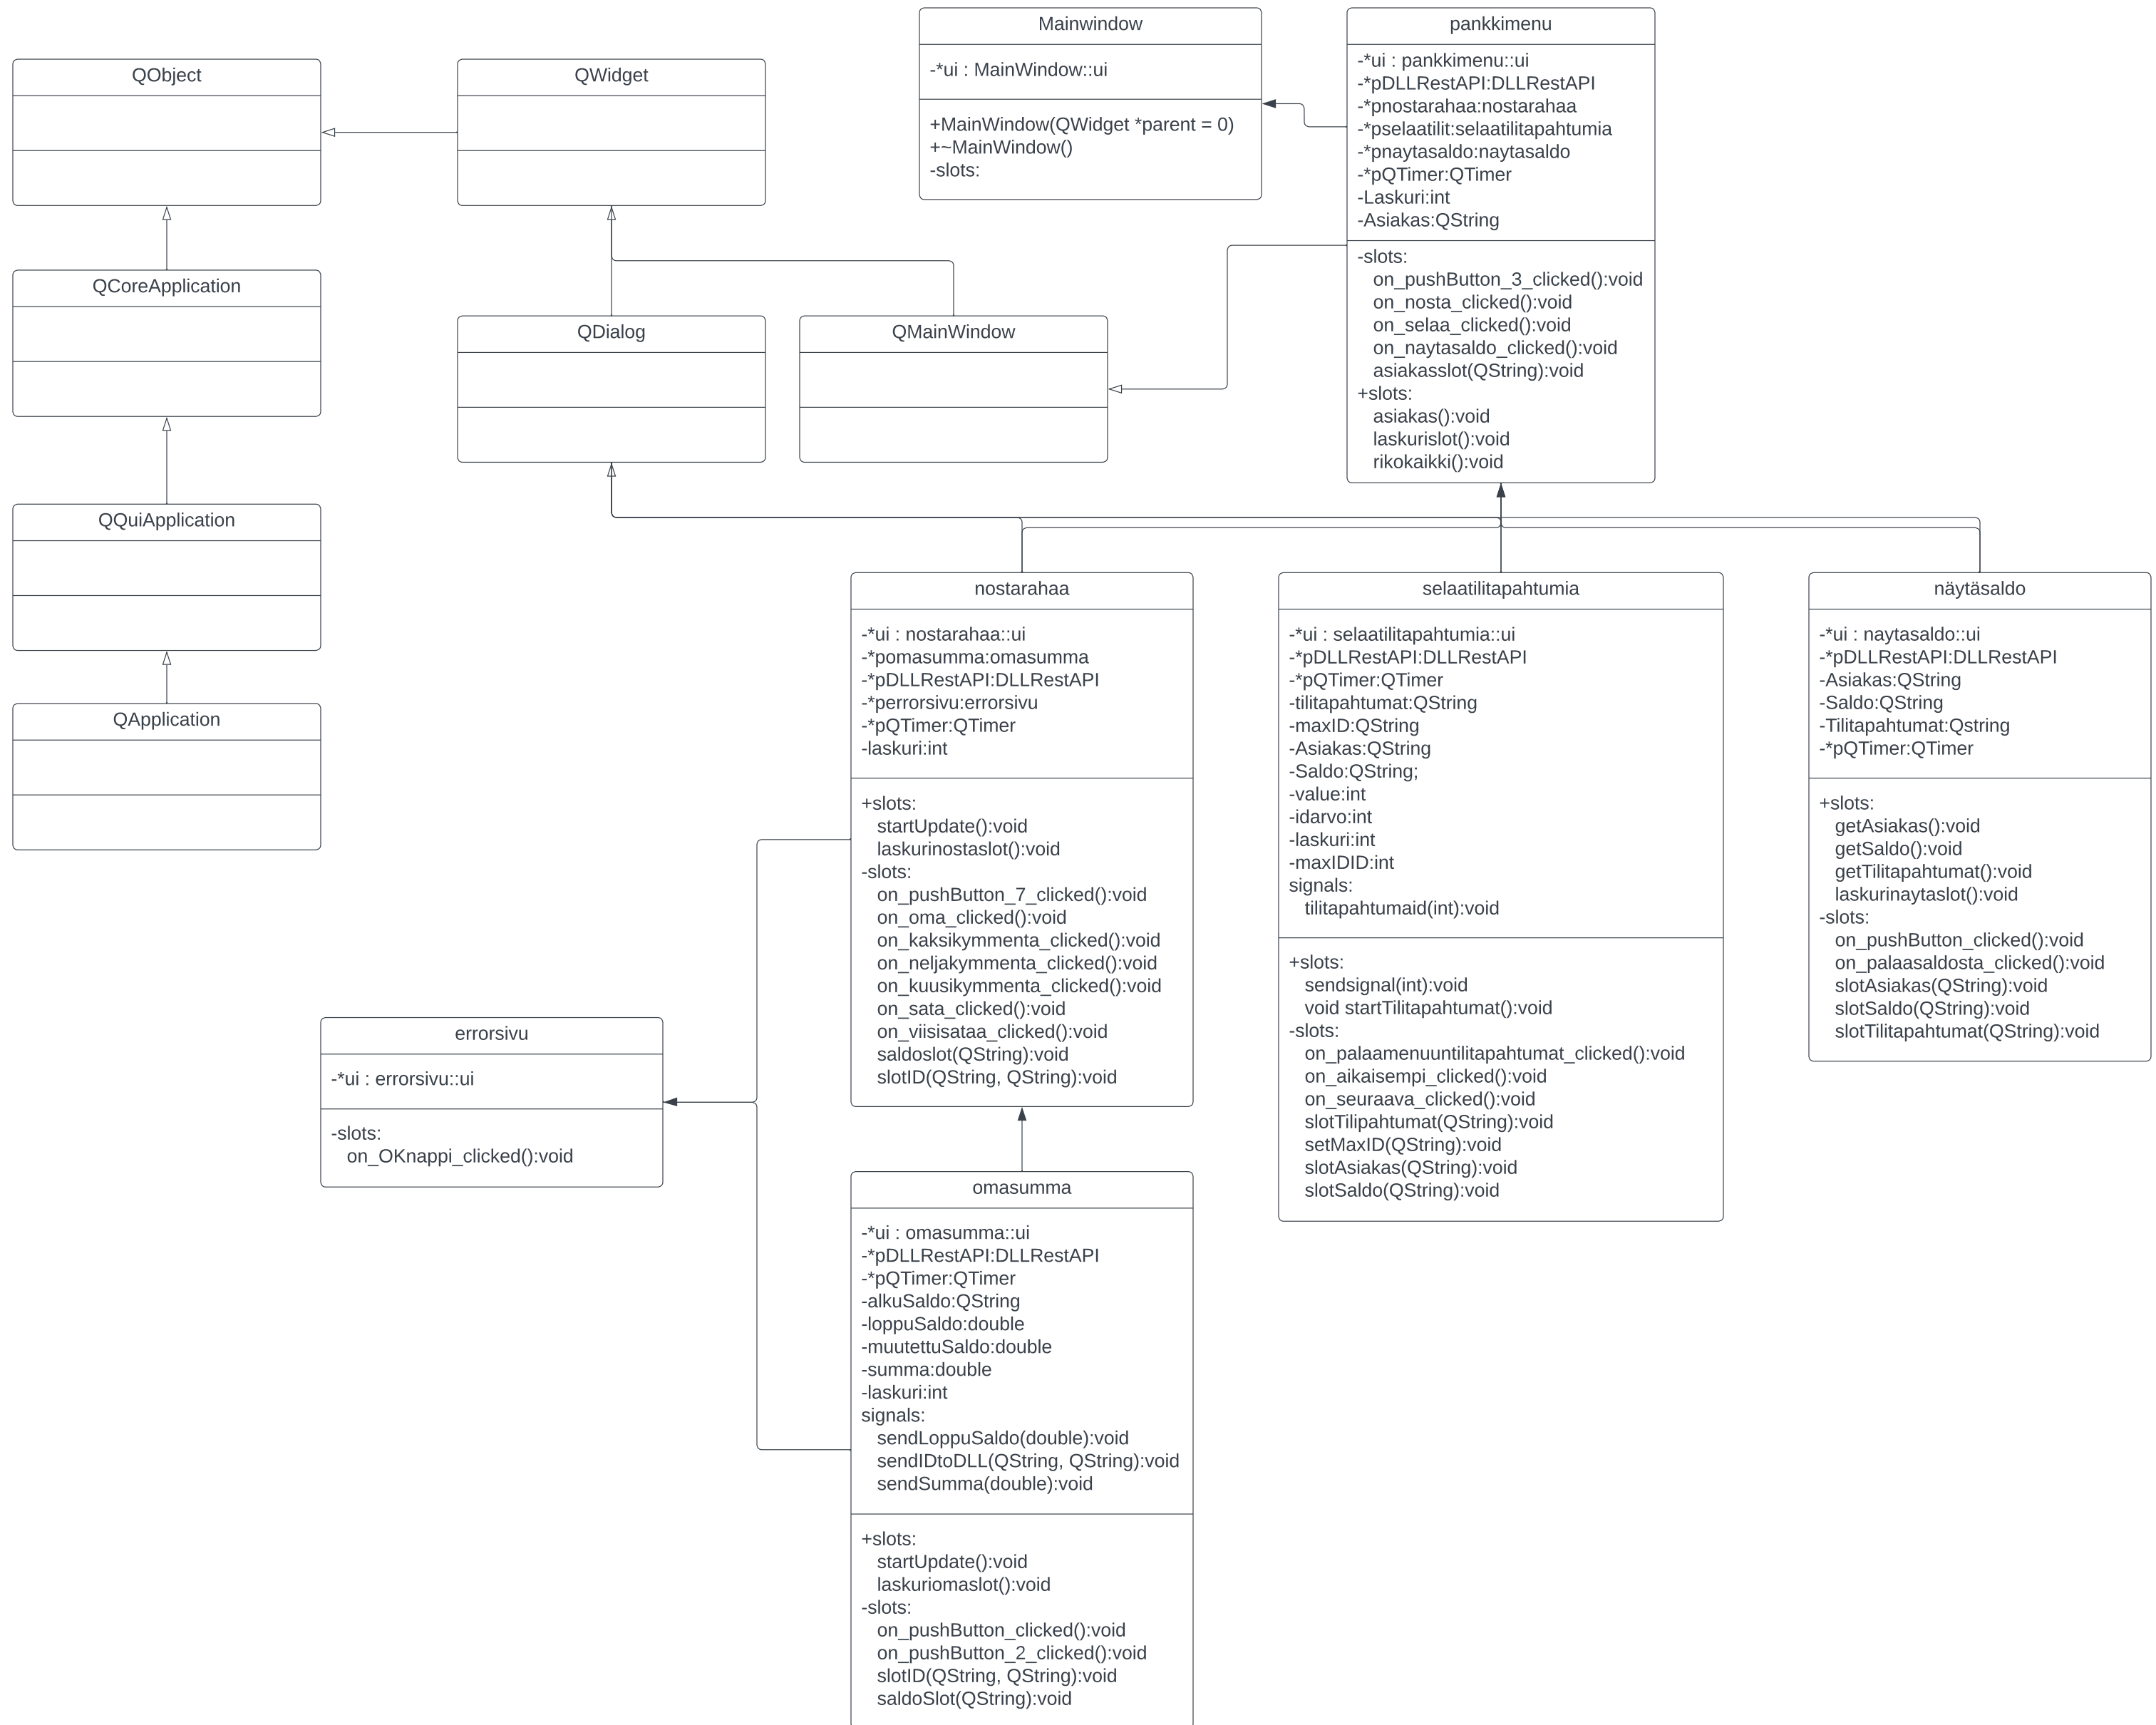 QObject
QWidget
QCoreApplication
QDialog
QMainWindow
QQuiApplication
QApplication
Mainwindow
-*ui : MainWindow::ui
+MainWindow(QWidget *parent = 0)
+~MainWindow()
-slots:
pankkimenu
-*ui : pankkimenu::ui
-*pDLLRestAPI:DLLRestAPI
-*pnostarahaa:nostarahaa
-*pselaatilit:selaatilitapahtumia
-*pnaytasaldo:naytasaldo
-*pQTimer:QTimer
-Laskuri:int
-Asiakas:QString
-slots:
on_pushButton_3_clicked():void
on_nosta_clicked():void
on_selaa_clicked():void
on_naytasaldo_clicked():void
asiakasslot(QString):void
+slots:
asiakas():void
laskurislot():void
rikokaikki():void
nostarahaa
-*ui : nostarahaa::ui
-*pomasumma:omasumma
-*pDLLRestAPI:DLLRestAPI
-*perrorsivu:errorsivu
-*pQTimer:QTimer
-laskuri:int
+slots:
startUpdate():void
laskurinostaslot():void
-slots:
on_pushButton_7_clicked():void
on_oma_clicked():void
on_kaksikymmenta_clicked():void
on_neljakymmenta_clicked():void
on_kuusikymmenta_clicked():void
on_sata_clicked():void
on_viisisataa_clicked():void
saldoslot(QString):void
slotID(QString, QString):void
selaatilitapahtumia
-*ui : selaatilitapahtumia::ui
-*pDLLRestAPI:DLLRestAPI
-*pQTimer:QTimer
-tilitapahtumat:QString
-maxID:QString
-Asiakas:QString
-Saldo:QString;
-value:int
-idarvo:int
-laskuri:int
-maxIDID:int
signals:
tilitapahtumaid(int):void
+slots:
sendsignal(int):void
void startTilitapahtumat():void
-slots:
on_palaamenuuntilitapahtumat_clicked():void
on_aikaisempi_clicked():void
on_seuraava_clicked():void
slotTilipahtumat(QString):void
setMaxID(QString):void
slotAsiakas(QString):void
slotSaldo(QString):void
näytäsaldo
-*ui : naytasaldo::ui
-*pDLLRestAPI:DLLRestAPI
-Asiakas:QString
-Saldo:QString
-Tilitapahtumat:Qstring
-*pQTimer:QTimer
+slots:
getAsiakas():void
getSaldo():void
getTilitapahtumat():void
laskurinaytaslot():void
-slots:
on_pushButton_clicked():void
on_palaasaldosta_clicked():void
slotAsiakas(QString):void
slotSaldo(QString):void
slotTilitapahtumat(QString):void
errorsivu
-*ui : errorsivu::ui
-slots:
on_OKnappi_clicked():void
omasumma
-*ui : omasumma::ui
-*pDLLRestAPI:DLLRestAPI
-*pQTimer:QTimer
-alkuSaldo:QString
-loppuSaldo:double
-muutettuSaldo:double
-summa:double
-laskuri:int
signals:
sendLoppuSaldo(double):void
sendIDtoDLL(QString, QString):void
sendSumma(double):void
+slots:
startUpdate():void
laskuriomaslot():void
-slots:
on_pushButton_clicked():void
on_pushButton_2_clicked():void
slotID(QString, QString):void
saldoSlot(QString):void